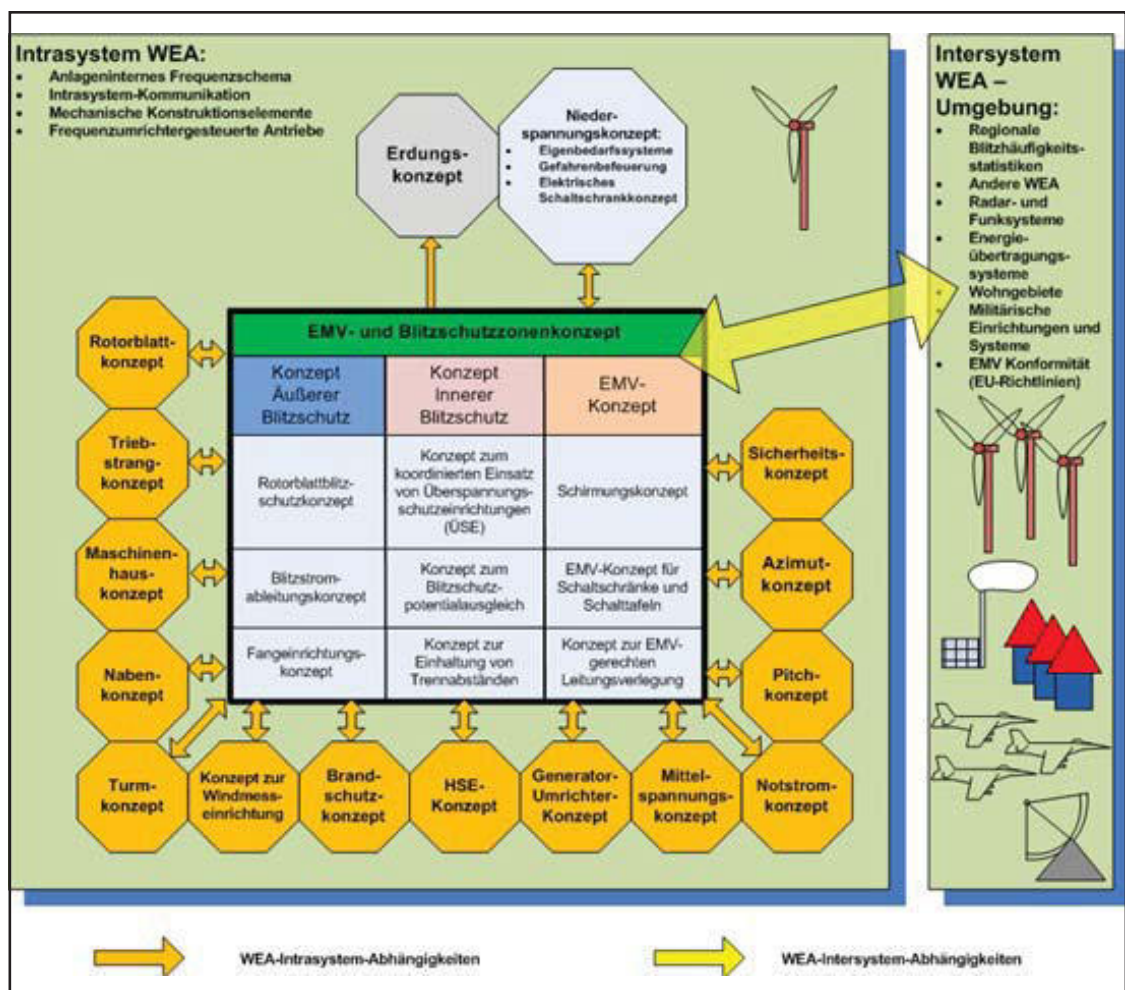 Intrasystem WEA:
• Anlageninternes Frequenzschema
• Intrasystem-Kommunikation
• Mechanische Konstruktionselemente
• Frequenzumrichtergesteuerte Antriebe
Erdungs-
konzept
Nieder-
spannungskonzept:
• Eigenbedarfssysteme
• Gefahrenbefeuerung
• Elektrisches
Schaltschrankkonzept
Intersystem
WEA –
Umgebung:
• Regionale
Blitzhäufigkeits-
statistiken
• Andere WEA
• Radar- und
Funksysteme
• Energie-
übertragungs-
systeme
• Wohngebiete
• Militärische
Einrichtungen und
Systeme
• EMV Konformität
(EU-Richtlinien)
EMV- und Blitzschutzzonenkonzept
Konzept
Äußerer
Blitzschutz
Konzept
Innerer
Blitzschutz
EMV-
Konzept
Rotorblattblitz-
schutzkonzept
Konzept zum
koordinierten Einsatz
von Überspannungs-
schutzeinrichtungen
(ÜSE)
Schirmungskonzept
Blitzstrom-
ableitungskonzept
Konzept zum
Blitzschutz-
potentialausgleich
EMV-Konzept für
Schaltschränke und
Schalttafeln
Fangeinrichtungs-
konzept
Konzept zur
Einhaltung von
Trennabständen
Konzept zur EMV-
gerechten
Leitungsverlegung
Rotorblatt-
konzept
Trieb-
strang-
konzept
Maschinen-
haus-
konzept
Naben-
konzept
Turm-
konzept
Konzept zur
Windmess-
einrichtung
Brand-
schutz-
konzept
HSE-
Konzept
Generator-
Umrichter-
Konzept
Mittel-
spannungs-
konzept
Notstrom-
konzept
Sicherheits-
konzept
Azimut-
konzept
Pitch-
konzept
WEA-Intrasystem-Abhängigkeiten
WEA-Intersystem-Abhängigkeiten